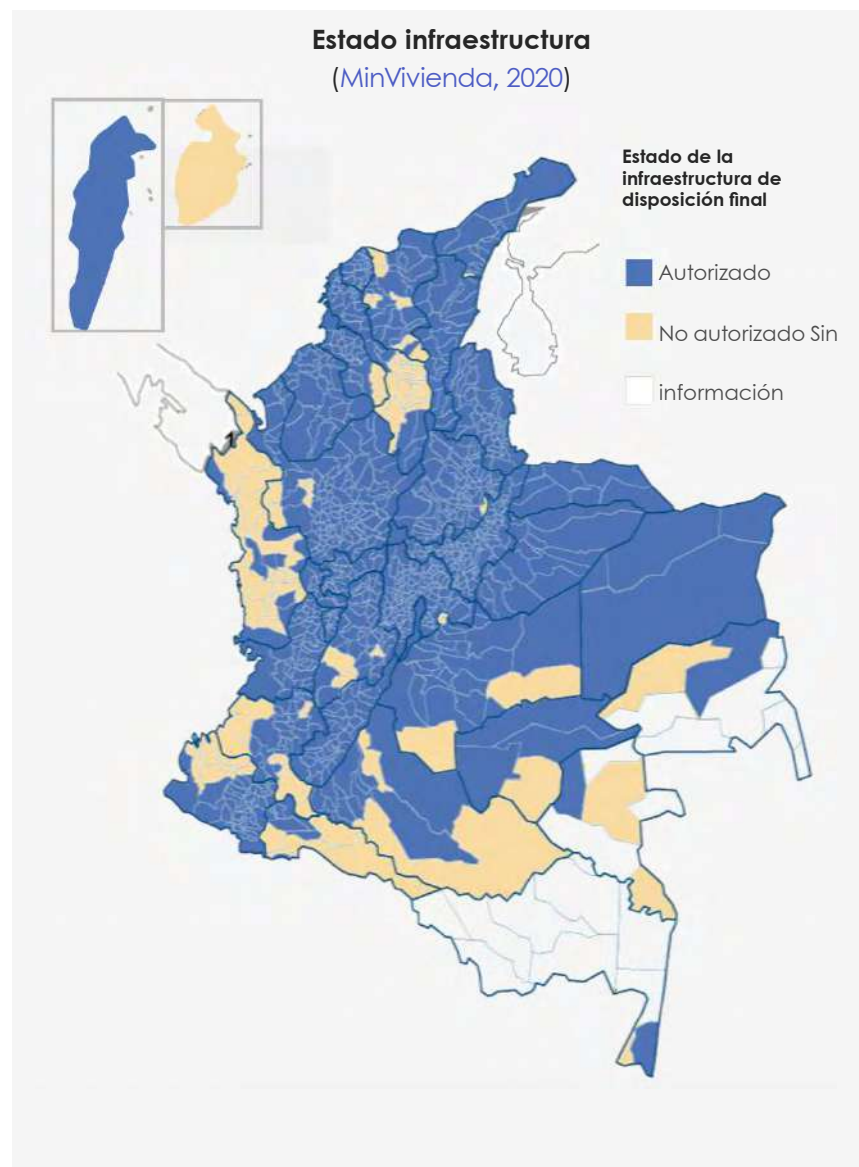 Estado infraestructura
(MinVivienda, 2020)
Estado de la
infraestructura de
disposición final
Autorizado
No autorizado Sin
información